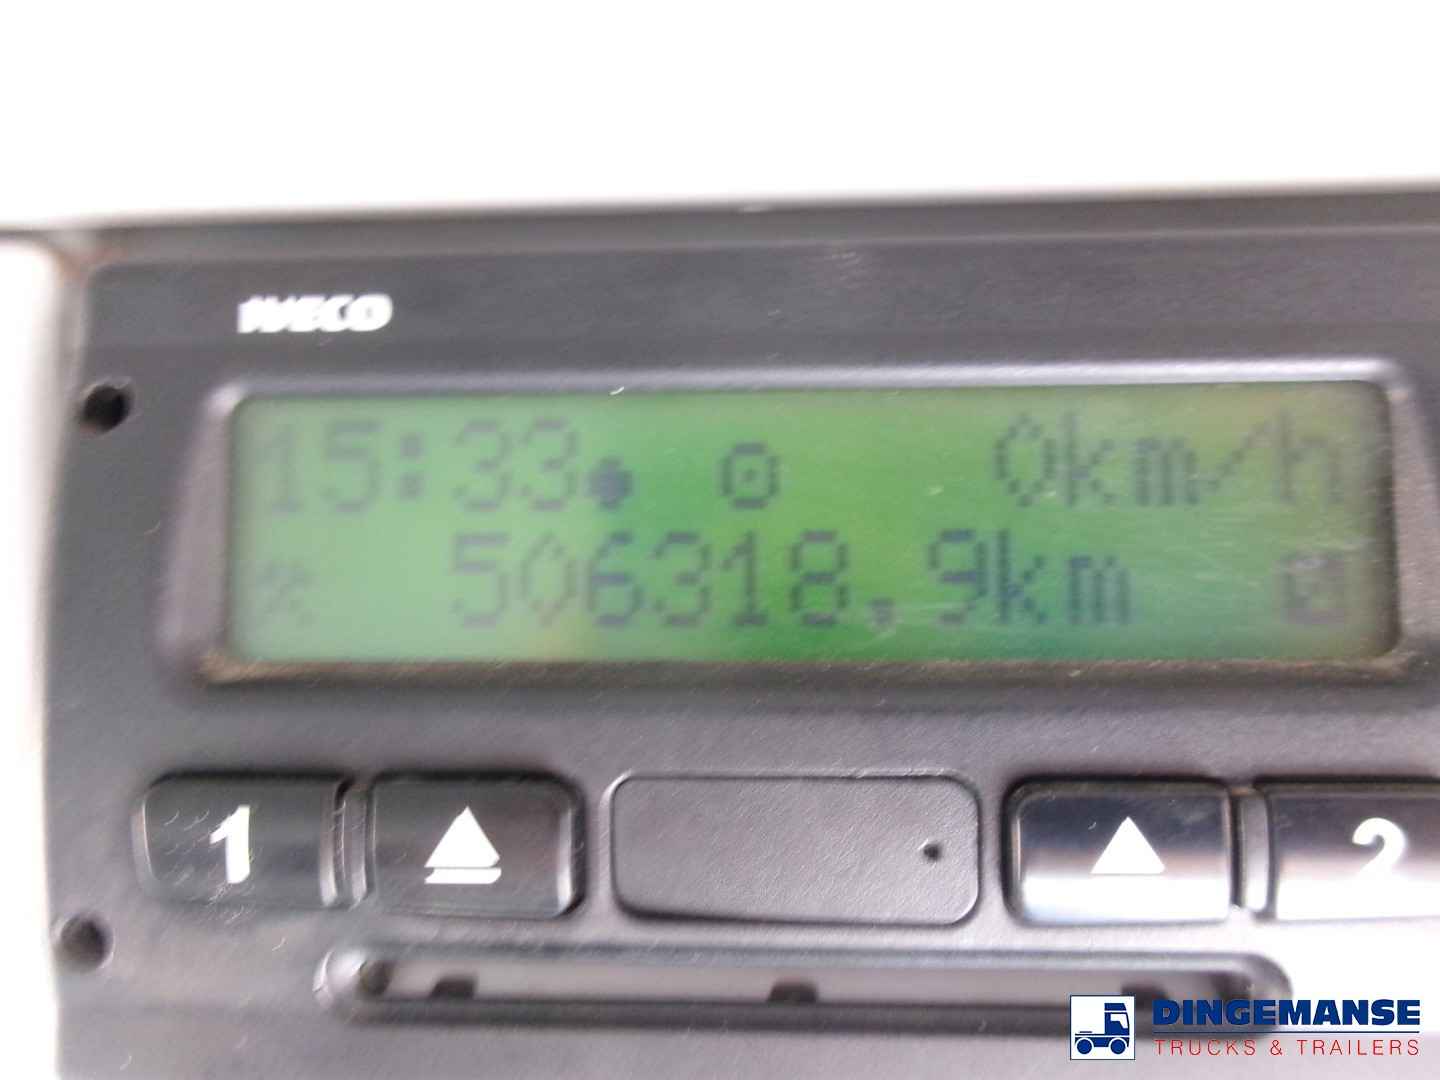 IVECO
15:33 0km/h
506318.9km
1
2
DINGEMANSE
TRUCKS & TRAILERS